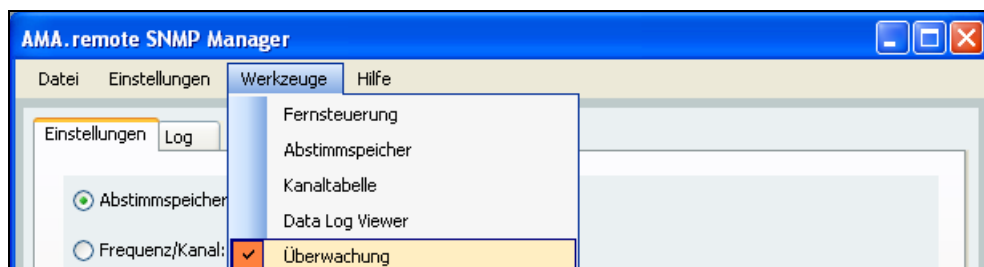 AMA.remote SNMP Manager
Datei Einstellungen Werkzeuge Hilfe
Einstellungen Log
Fernsteuerung
Abstimmspeicher
Kanaltabelle
Abstimmspeicher
Data Log Viewer
Frequenz/Kanal:
Überwachung